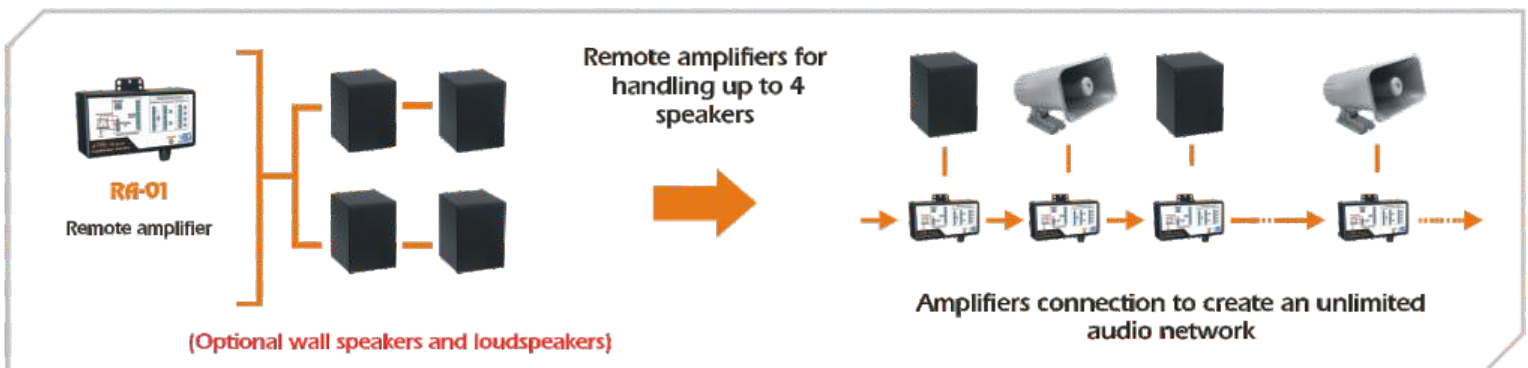 RA-01
Remote amplifier
(Optional wall speakers and loudspeakers)
Remote amplifiers for
handling up to 4
speakers
Amplifiers connection to create an unlimited
audio network